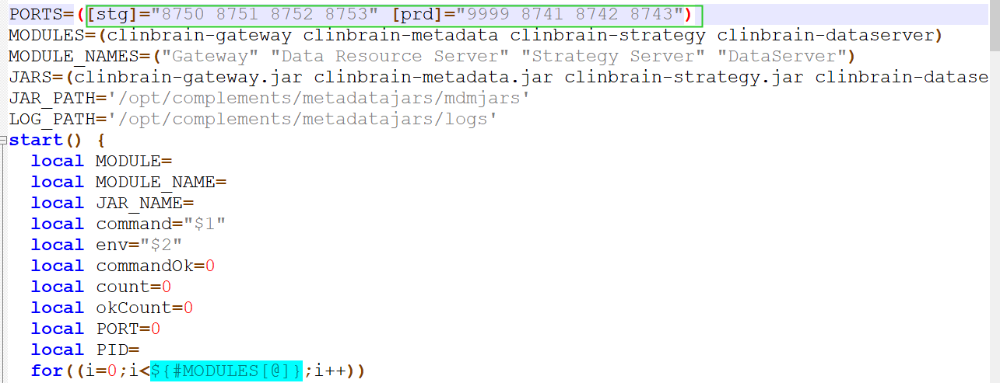 PORTS=([stg]="8750 8751 8752 8753" [prd]="9999 8741 8742 8743")
MODULES=(clinbrain-gateway clinbrain-metadata clinbrain-strategy clinbrain-dataserver)
MODULE_NAMES=("Gateway" "Data Resource Server" "Strategy Server" "DataServer")
JARS=(clinbrain-gateway.jar clinbrain-metadata.jar clinbrain-strategy.jar clinbrain-datase
JAR_PATH='/opt/complements/metadatajars/mdmjars'
LOG_PATH='/opt/complements/metadatajars/logs'
start() {
  local MODULE=
  local MODULE_NAME=
  local JAR_NAME=
  local command="$1"
  local env="$2"
  local commandOk=0
  local count=0
  local okCount=0
  local PORT=0
  local PID=
  for((i=0;i<${#MODULES[@]};i++))